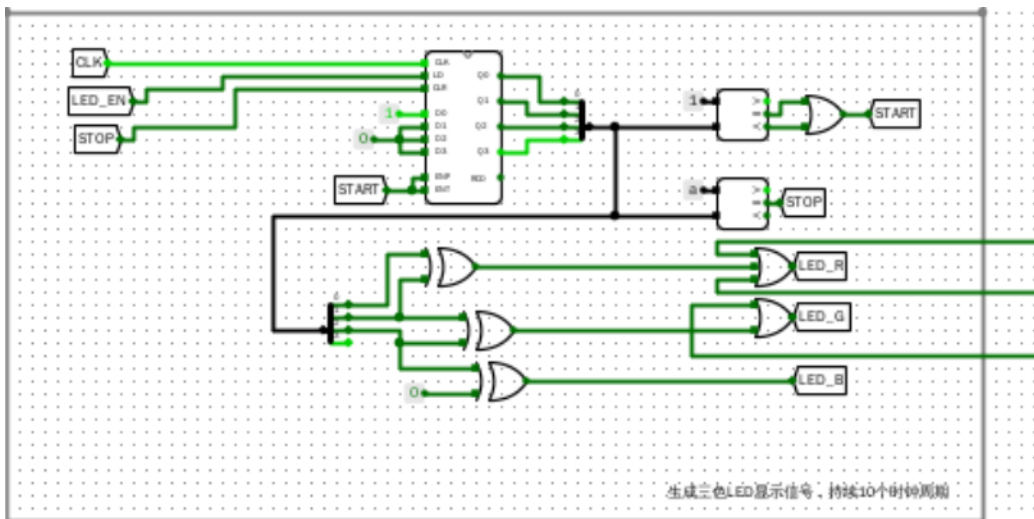 CLK
LED_EN
STOP
START
1
0
CLK
LD
CLR
D0
D1
D2
D3
ENP
ENT
Q0
Q1
Q2
Q3
RCO
1
a
START
STOP
LED_R
LED_G
LED_B
0
生成三色LED显示信号，持续10个时钟周期